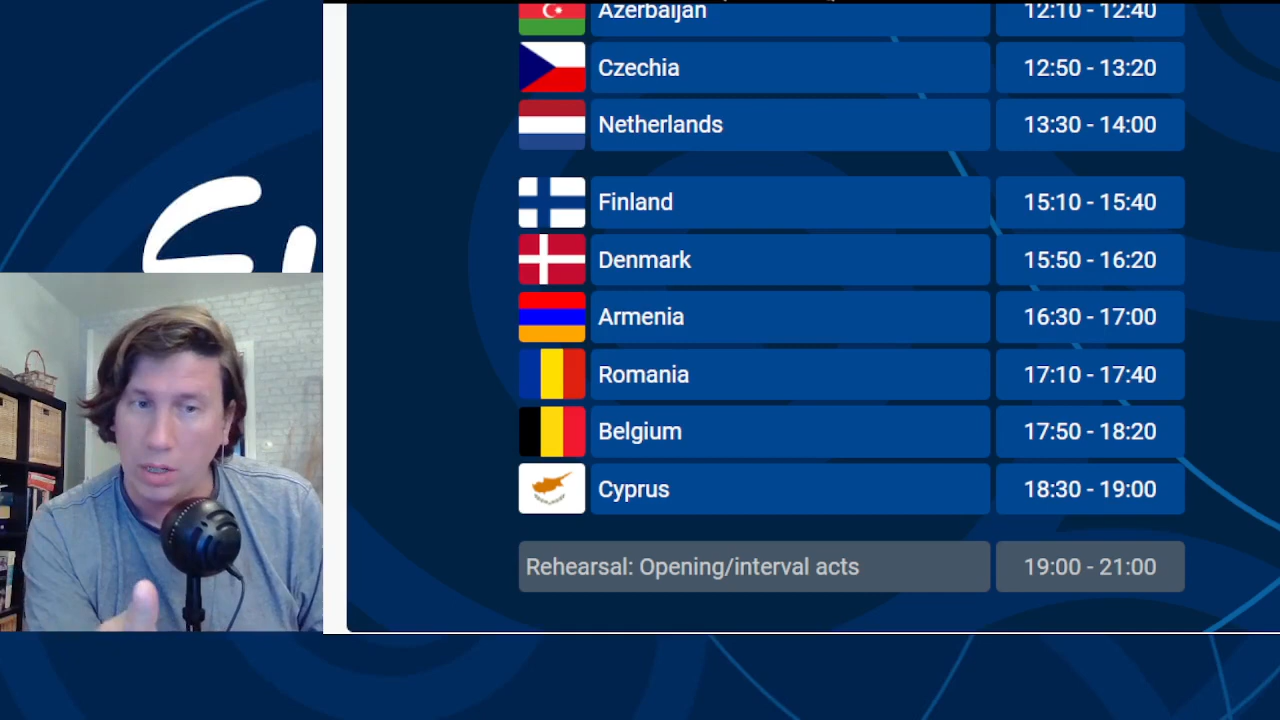 Azerbaijan 12:10 - 12:40
Czechia 12:50 - 13:20
Netherlands 13:30 - 14:00
Finland 15:10 - 15:40
Denmark 15:50 - 16:20
Armenia 16:30 - 17:00
Romania 17:10 - 17:40
Belgium 17:50 - 18:20
Cyprus 18:30 - 19:00
Rehearsal: Opening/interval acts 19:00 - 21:00